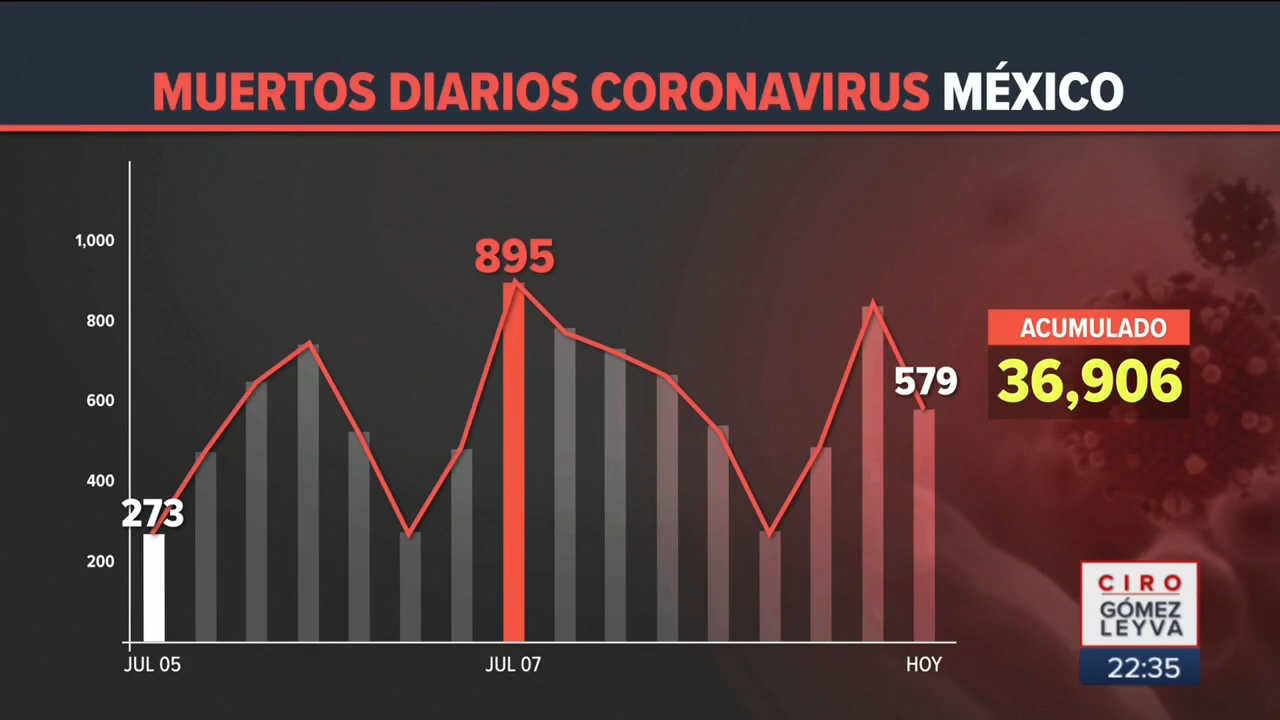 MUERTOS DIARIOS CORONAVIRUS MÉXICO
1,000
800
600
400
200
273
895
579
JUL 05
JUL 07
HOY
ACUMULADO
36,906
CIRO
GÓMEZ
LEYVA
22:35